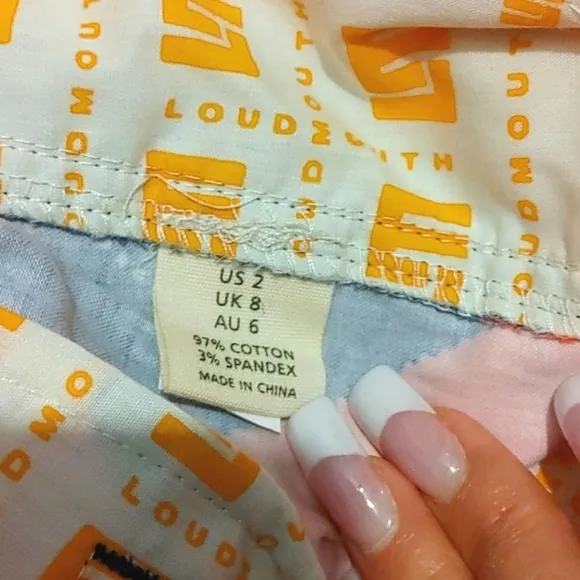 LOUDMOUTH
LOUDMOUTH
LOUDMOUTH
US 2
UK 8
AU 6
97% COTTON
3% SPANDEX
MADE IN CHINA